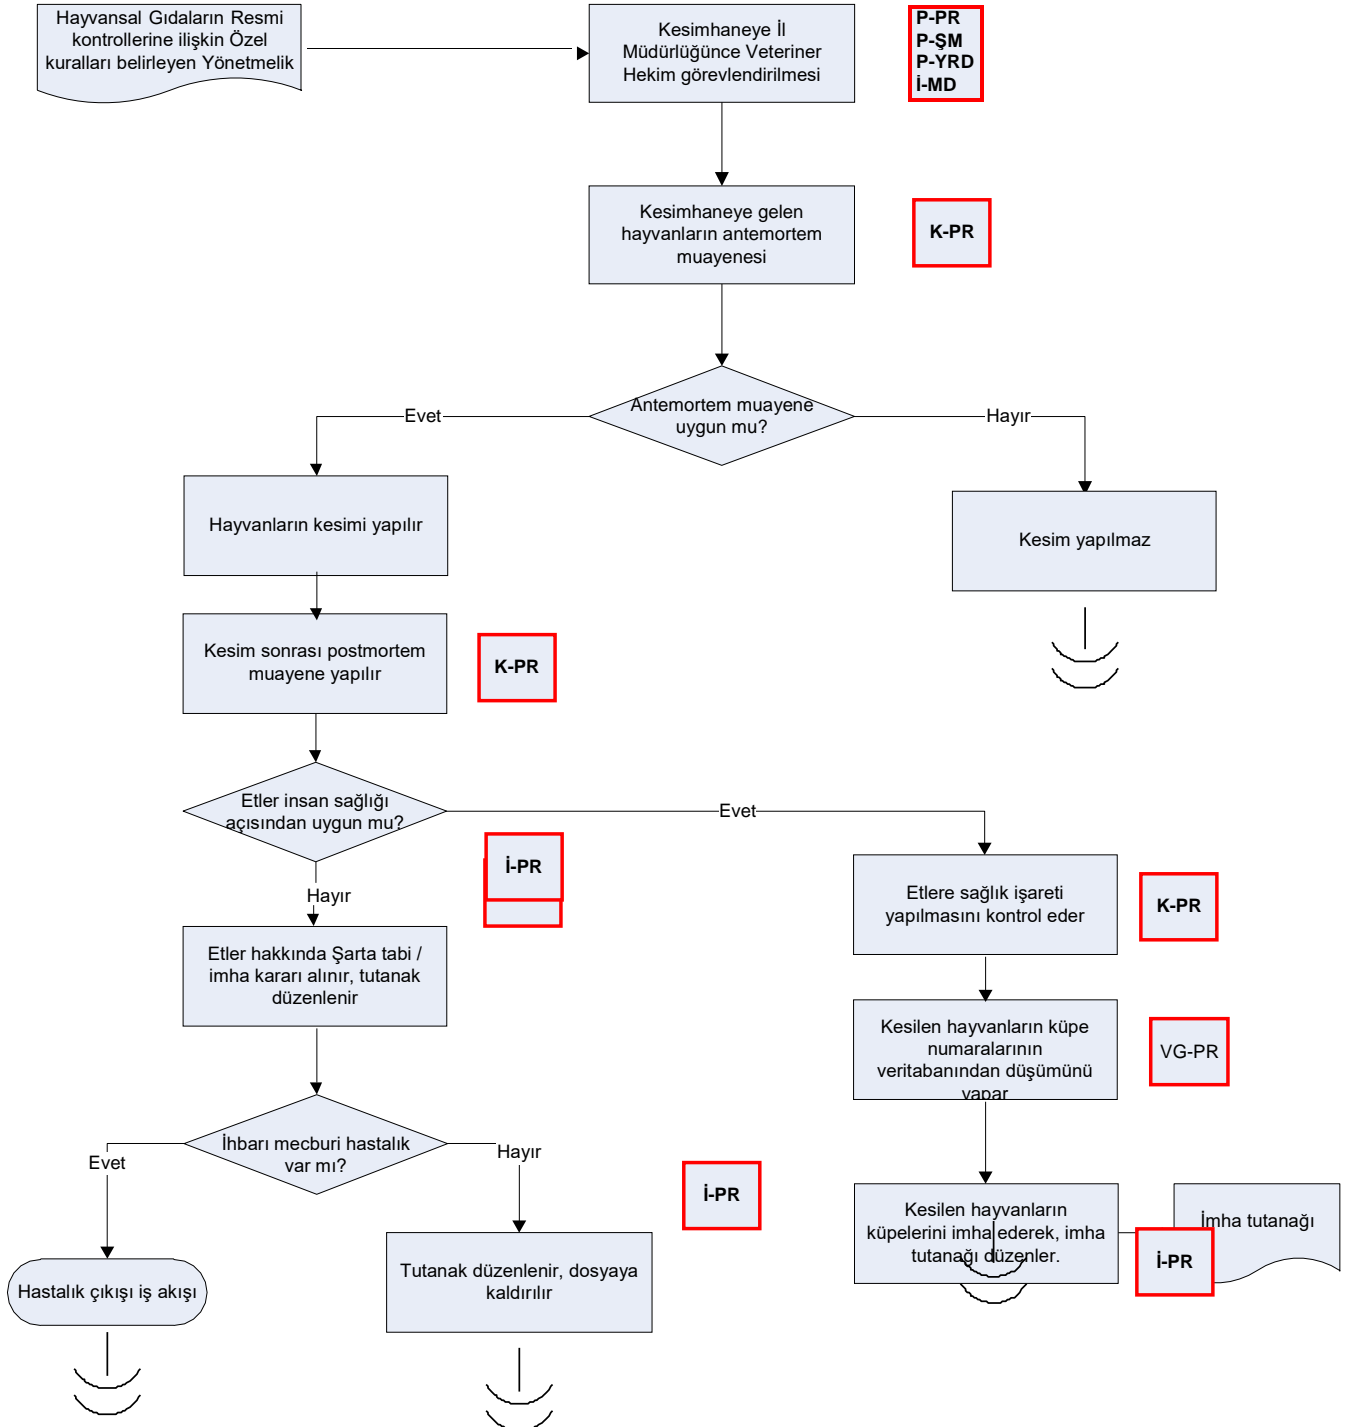 Hayvansal Gıdaların Resmi
kontrollerine ilişkin Özel
kuralları belirleyen Yönetmelik
Kesimhaneye İl
Müdürlüğünce Veteriner
Hekim görevlendirilmesi
P-PR
P-ŞM
P-YRD
İ-MD
Kesimhaneye gelen
hayvanların antemortem
muayenesi
K-PR
Antemortem muayene
uygun mu?
Evet
Hayır
Hayvanların kesimi yapılır
Kesim yapılmaz
Kesim sonrası postmortem
muayene yapılır
K-PR
Etler insan sağlığı
açısından uygun mu?
Evet
Hayır
İ-PR
Etlere sağlık işareti
yapılmasını kontrol eder
K-PR
Etler hakkında Şarta tabi /
imha kararı alınır, tutanak
düzenlenir
Kesilen hayvanların küpe
numaralarının
veritabanından düşümünü
yapar
VG-PR
İhbarı mecburi hastalık
var mı?
Evet
Hayır
İ-PR
Kesilen hayvanların
küpelerini imha ederek, imha
tutanağı düzenler.
İmha tutanağı
İ-PR
Hastalık çıkışı iş akışı
Tutanak düzenlenir, dosyaya
kaldırılır